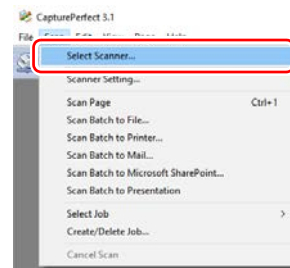 CapturePerfect 3.1
File
Select Scanner...
Scanner Setting...
Scan Page Ctrl+1
Scan Batch to File...
Scan Batch to Printer...
Scan Batch to Mail...
Scan Batch to Microsoft SharePoint...
Scan Batch to Presentation
Select Job >
Create/Delete Job...
Cancel Scan